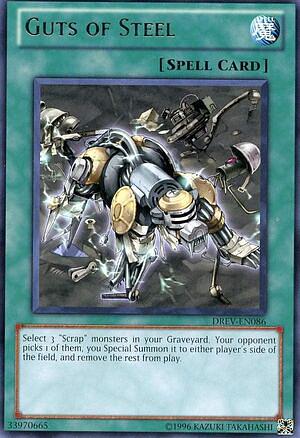 Guts of Steel
魔
[Spell Card]
DREV-EN086
Select 3 "Scrap" monsters in your Graveyard. Your opponent
picks 1 of them, you Special Summon it to either player's side of
the field, and remove the rest from play.
33970665
©1996 KAZUKI TAKAHASHI